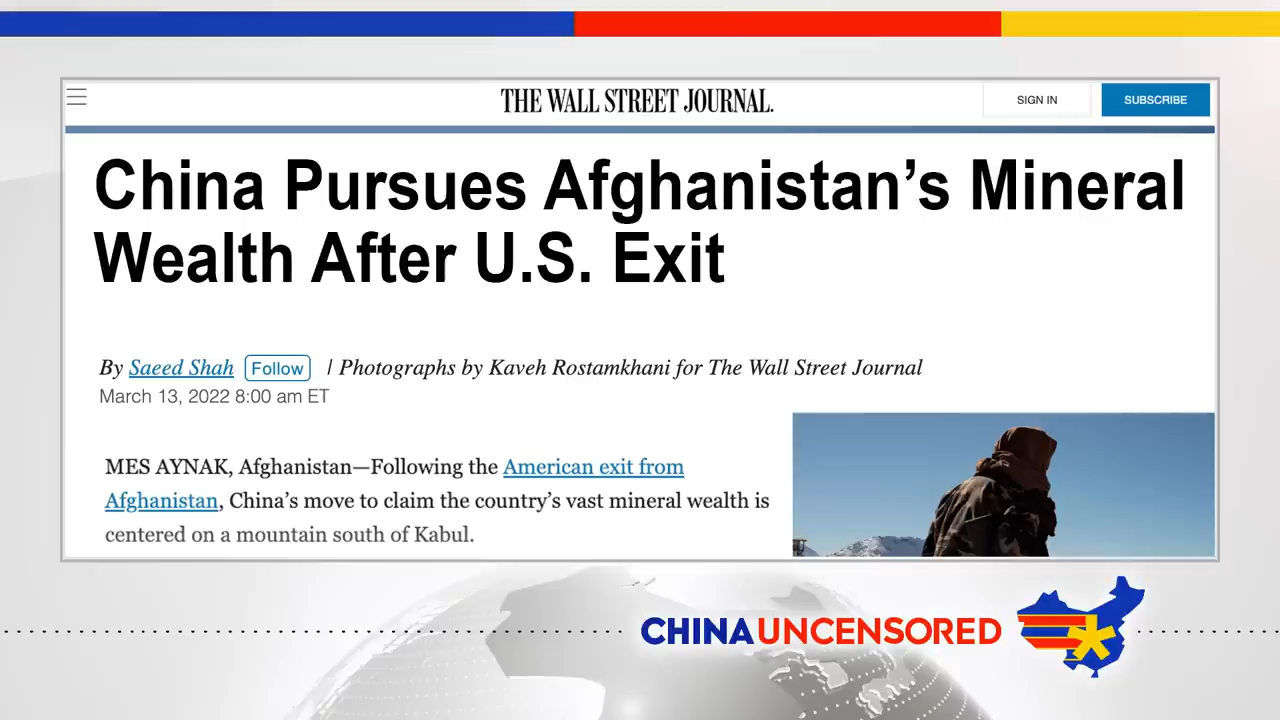 THE WALL STREET JOURNAL.
SIGN IN
SUBSCRIBE
China Pursues Afghanistan’s Mineral
Wealth After U.S. Exit
By Saeed Shah Follow | Photographs by Kaveh Rostamkhani for The Wall Street Journal
March 13, 2022 8:00 am ET
MES AYNAK, Afghanistan—Following the American exit from
Afghanistan, China’s move to claim the country’s vast mineral wealth is
centered on a mountain south of Kabul.
CHINAUNCENSORED